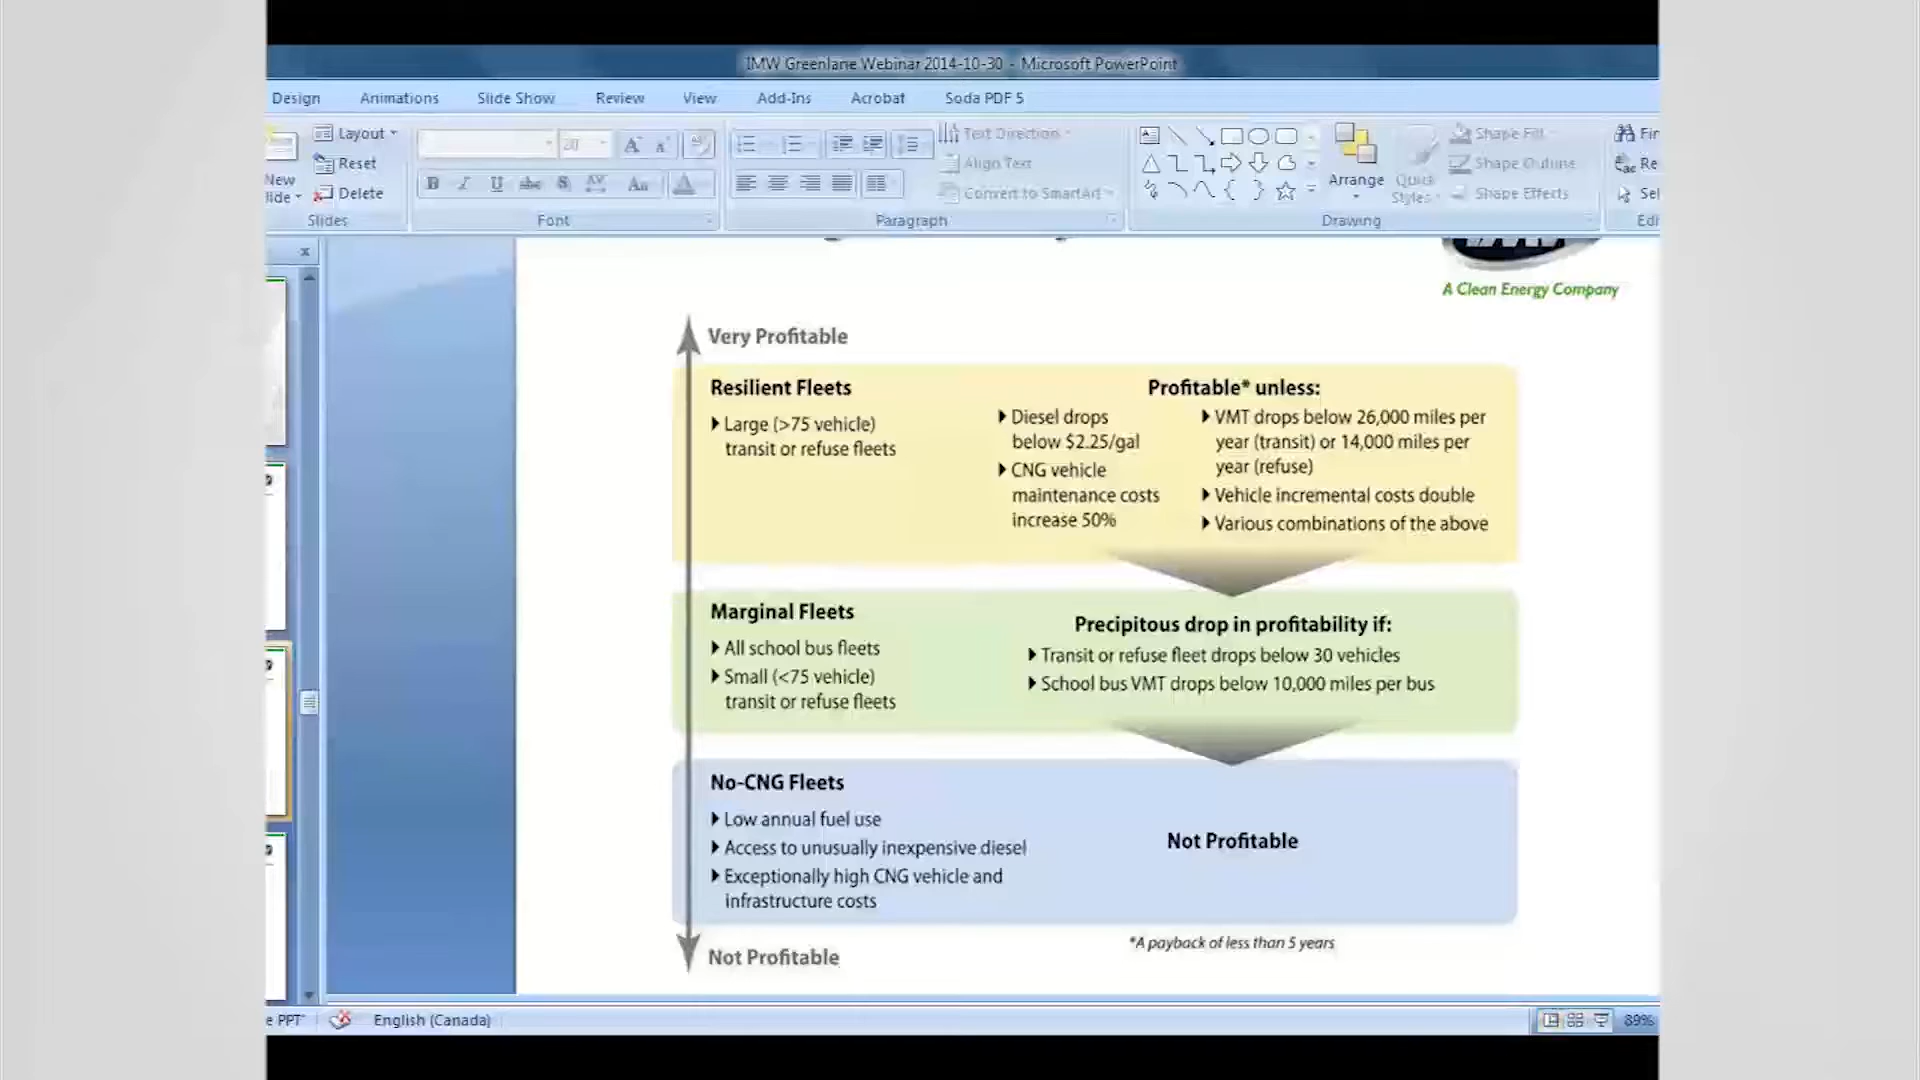 IMW Greenlane Webinar 2014-10-30 - Microsoft PowerPoint
Design Animations Slide Show Review View Add-Ins Acrobat Soda PDF 5
Layout
Reset
New
lide
Delete
Slides
20
Font
Paragraph
Text Direction
Align Text
Convert to SmartArt
Arrange
Quick
Styles
Shape Fill
Shape Outline
Shape Effects
Drawing
Fin
Re
Sel
Edi
A Clean Energy Company
Very Profitable
Resilient Fleets
Large (>75 vehicle)
transit or refuse fleets
Profitable* unless:
Diesel drops
below $2.25/gal
CNG vehicle
maintenance costs
increase 50%
VMT drops below 26,000 miles per
year (transit) or 14,000 miles per
year (refuse)
Vehicle incremental costs double
Various combinations of the above
Marginal Fleets
All school bus fleets
Small (<75 vehicle)
transit or refuse fleets
Precipitous drop in profitability if:
Transit or refuse fleet drops below 30 vehicles
School bus VMT drops below 10,000 miles per bus
No-CNG Fleets
Low annual fuel use
Access to unusually inexpensive diesel
Exceptionally high CNG vehicle and
infrastructure costs
Not Profitable
Not Profitable
*A payback of less than 5 years
e PPT" English (Canada) 89%